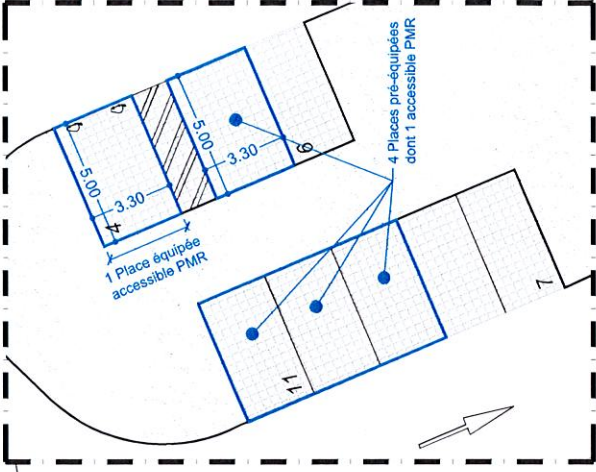 5.00
3.30
4
5.00
3.30
6
1 Place équipée
accessible PMR
4 Places pré-équipées
dont 1 accessible PMR
11
7